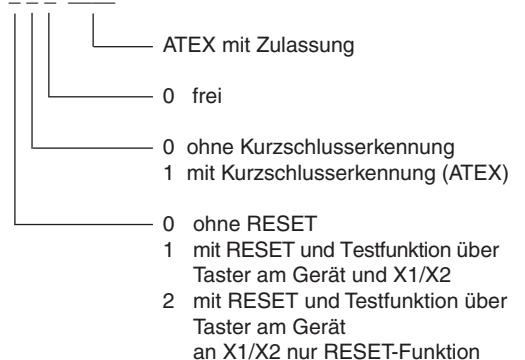 ATEX mit Zulassung
0 frei
0 ohne Kurzschlusserkennung
1 mit Kurzschlusserkennung (ATEX)
0 ohne RESET
1 mit RESET und Testfunktion über
Taster am Gerät und X1/X2
2 mit RESET und Testfunktion über
Taster am Gerät
an X1/X2 nur RESET-Funktion